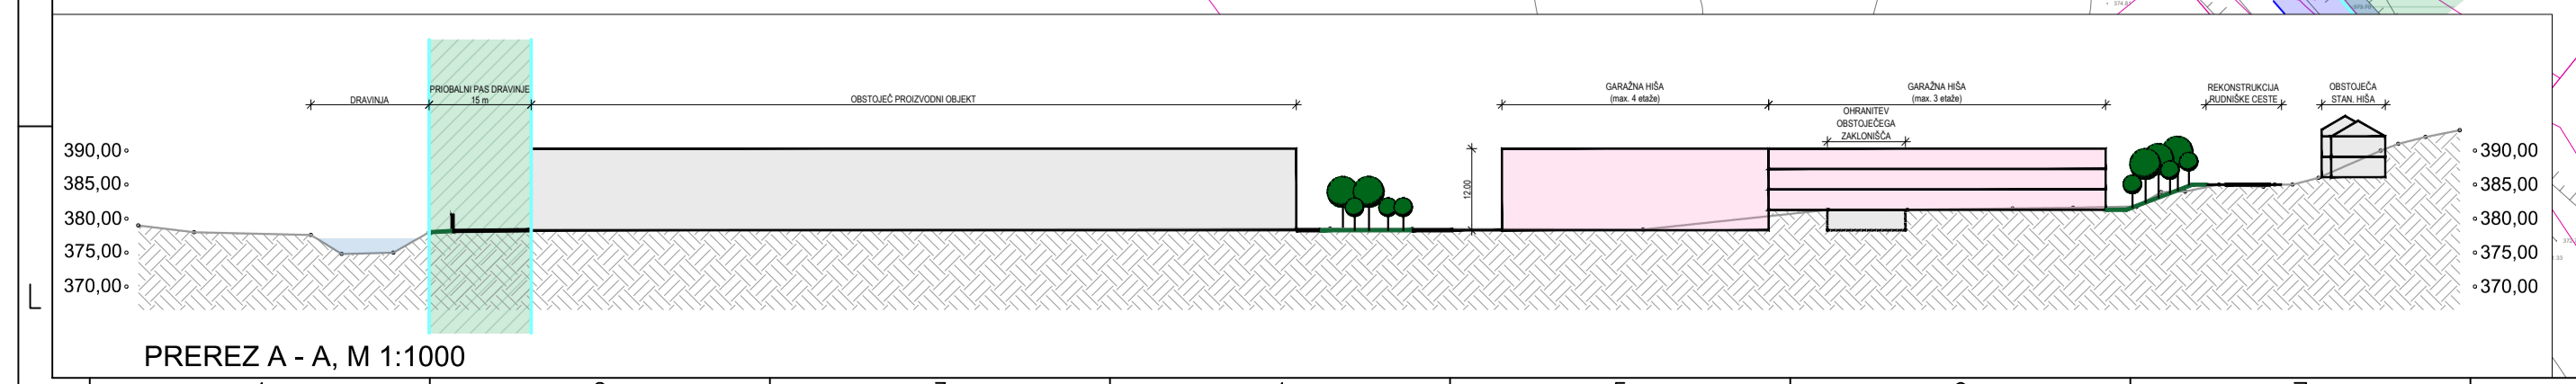 DRAVINJA
PRIOBALNI PAS DRAVINJE
15 m
OBSTOJEČ PROIZVODNI OBJEKT
GARAŽNA HIŠA
(max. 4 etaže)
GARAŽNA HIŠA
(max. 3 etaže)
OHRANITEV
OBSTOJEČEGA
ZAKLONIŠČA
REKONSTRUKCIJA
RUDNIŠKE CESTE
OBSTOJEČA
STAN. HIŠA
12.00
390,00
385,00
380,00
375,00
370,00
390,00
385,00
380,00
375,00
370,00
L
PREREZ A - A, M 1:1000